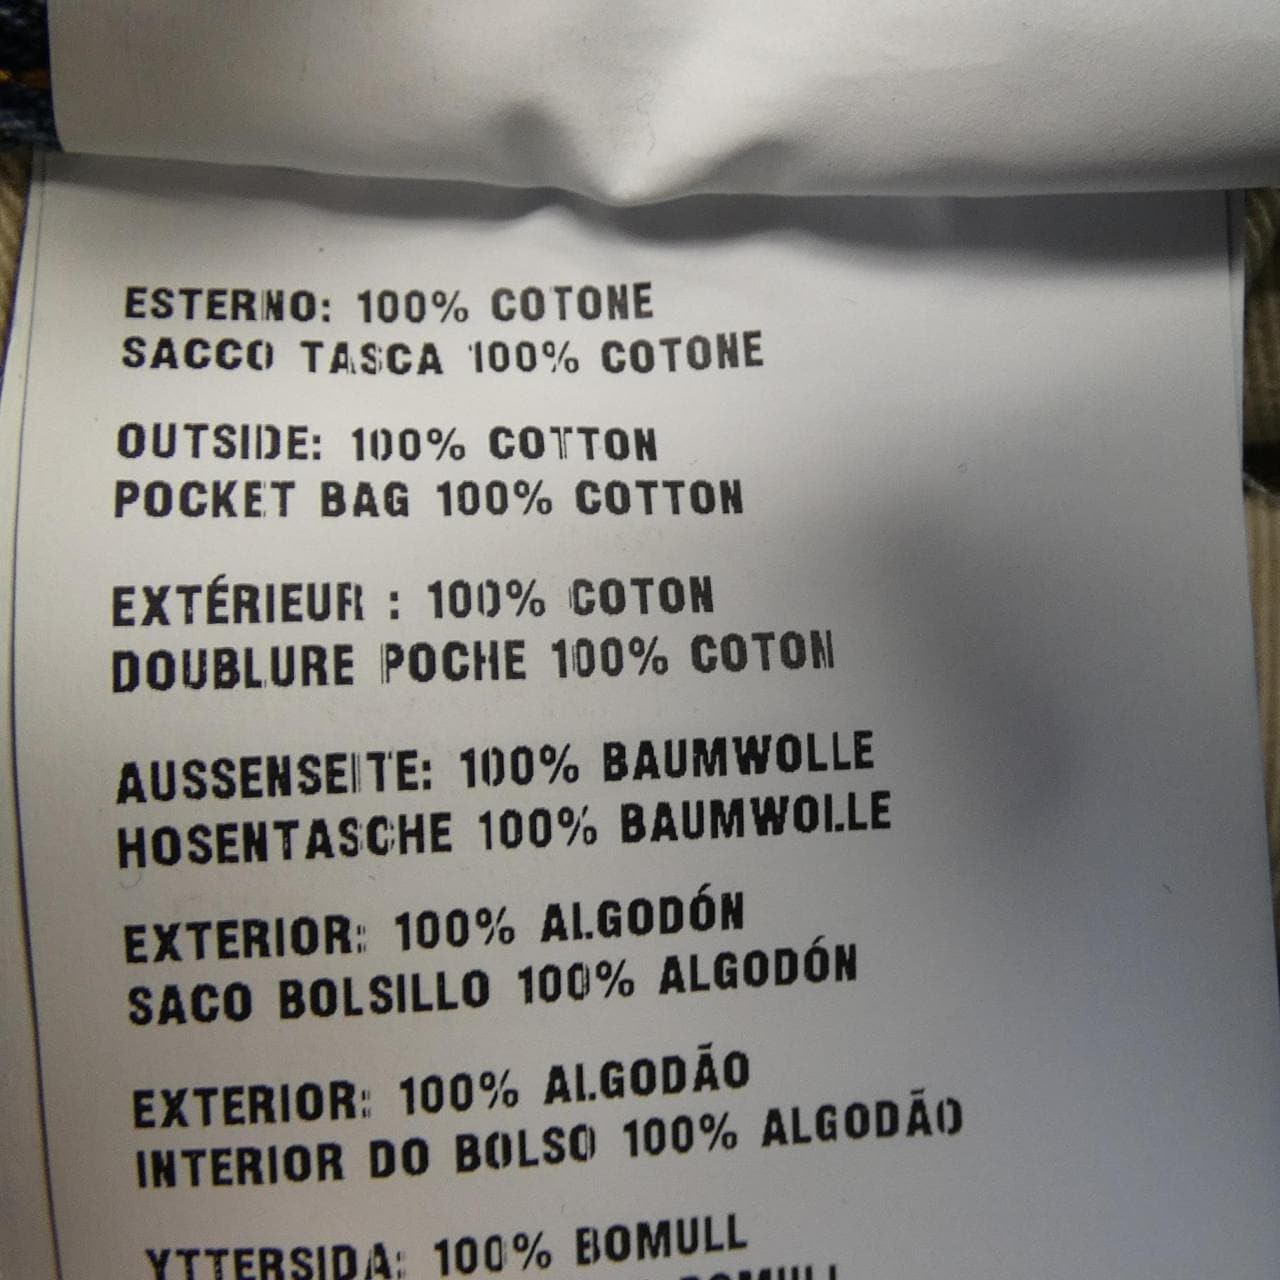 ESTERNO: 100% COTONE
SACCO TASCA 100% COTONE
OUTSIDE: 100% COTTON
POCKET BAG 100% COTTON
EXTÉRIEUR : 100% COTON
DOUBLURE POCHE 100% COTON
AUSSENSEITE: 100% BAUMWOLLE
HOSENTASCHE 100% BAUMWOLLE
EXTERIOR: 100% ALGODÓN
SACO BOLSILLO 100% ALGODÓN
EXTERIOR: 100% ALGODÃO
INTERIOR DO BOLSO 100% ALGODÃO
YTTERSIDA: 100% BOMULL
BOMULL